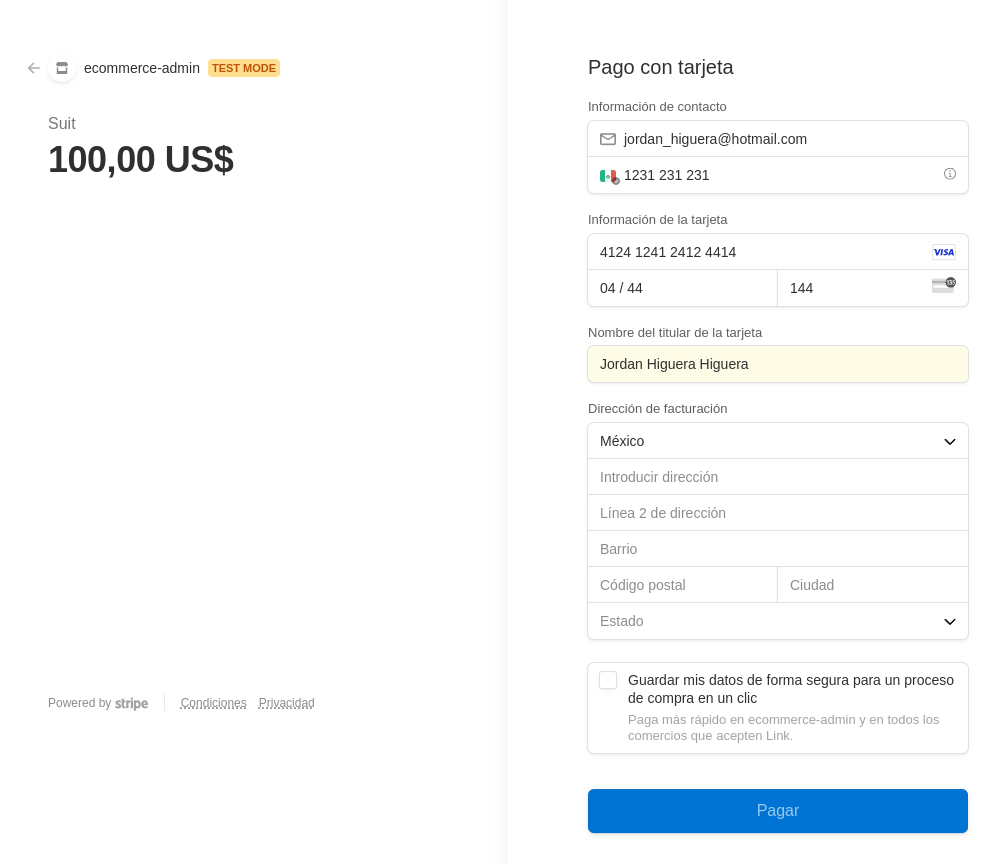 ecommerce-admin TEST MODE
Suit
100,00 US$
Powered by stripe Condiciones Privacidad
Pago con tarjeta
Información de contacto
jordan_higuera@hotmail.com
1231 231 231
Información de la tarjeta
4124 1241 2412 4414 VISA
04 / 44 144
Nombre del titular de la tarjeta
Jordan Higuera Higuera
Dirección de facturación
México
Introducir dirección
Línea 2 de dirección
Barrio
Código postal Ciudad
Estado
Guardar mis datos de forma segura para un proceso
de compra en un clic
Paga más rápido en ecommerce-admin y en todos los
comercios que acepten Link.
Pagar